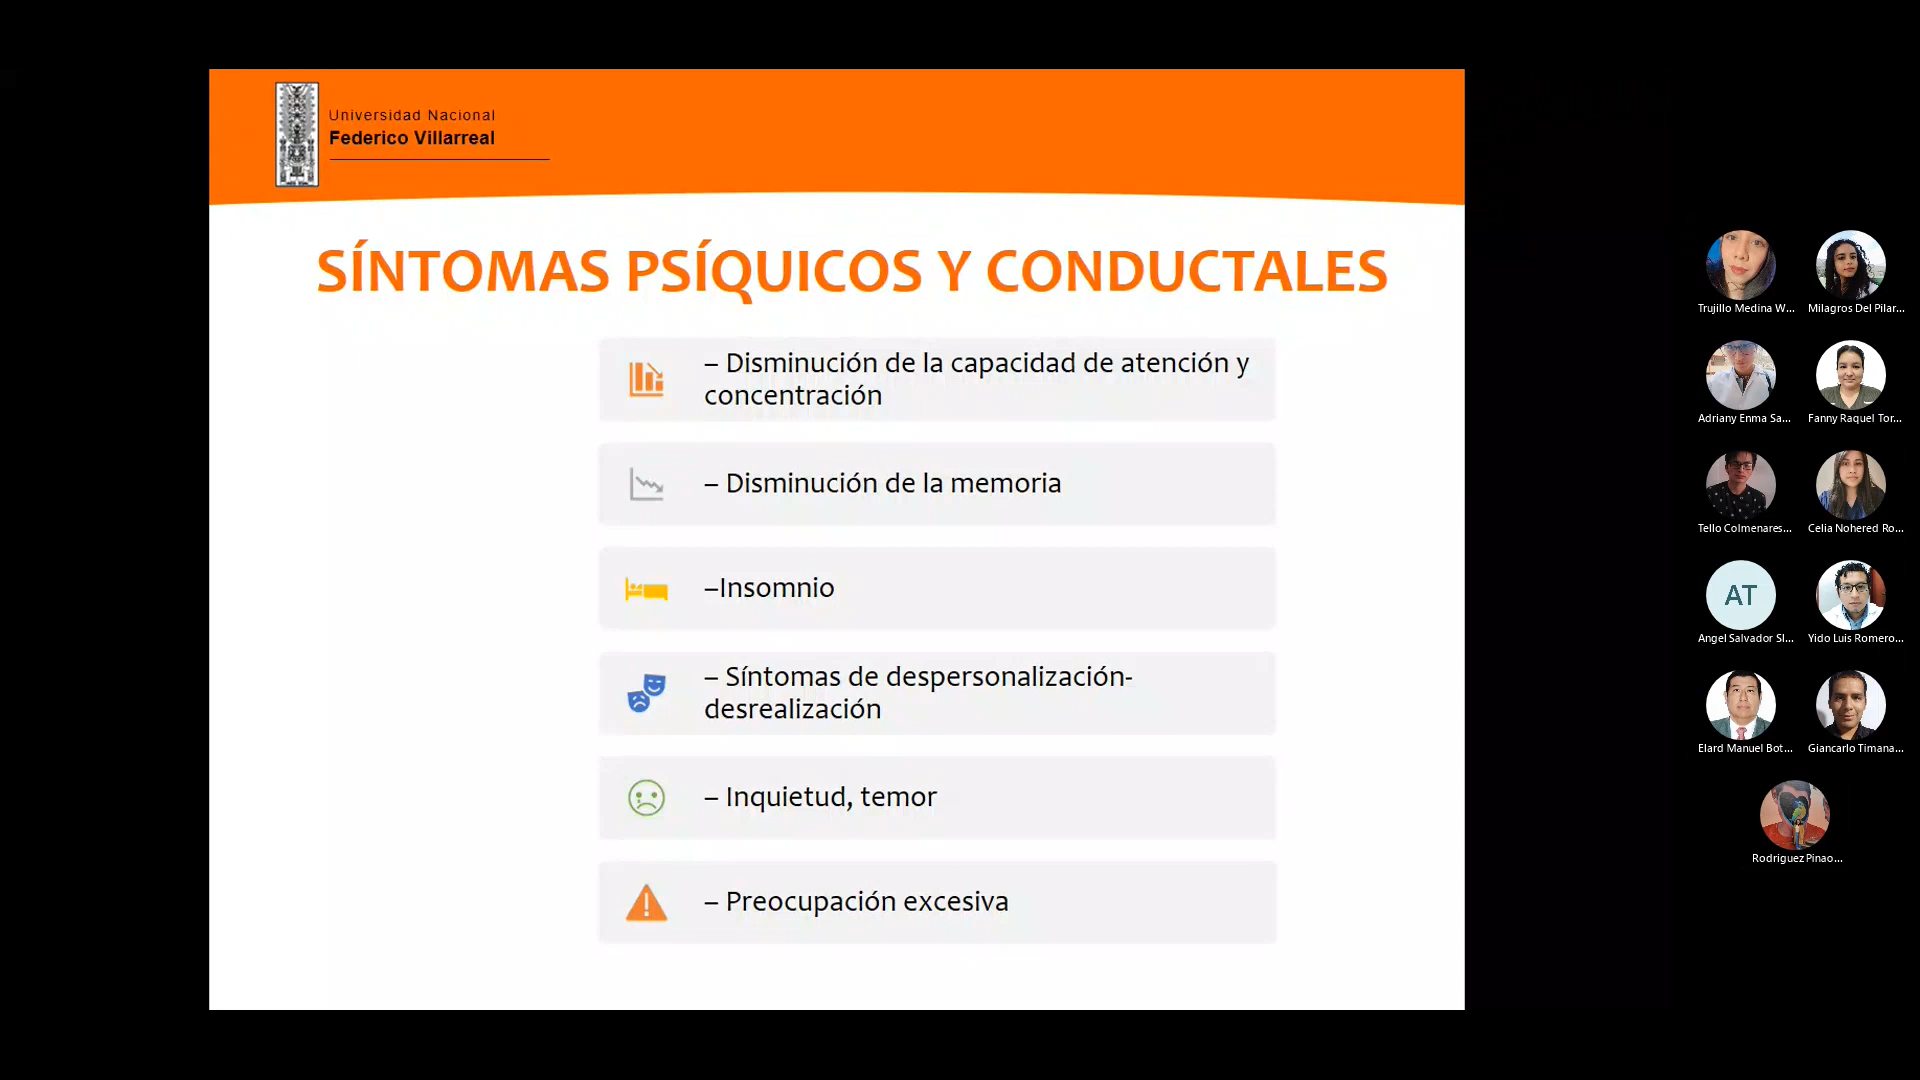 Universidad Nacional
Federico Villarreal
SÍNTOMAS PSÍQUICOS Y CONDUCTALES
– Disminución de la capacidad de atención y
concentración
– Disminución de la memoria
–Insomnio
– Síntomas de despersonalización-
desrealización
– Inquietud, temor
– Preocupación excesiva
Trujillo Medina W...
Milagros Del Pilar...
Adriany Enma Sa...
Fanny Raquel Tor...
Tello Colmenares...
Celia Nohered Ro...
AT
Angel Salvador Sl...
Yido Luis Romero...
Elard Manuel Bot...
Giancarlo Timana...
Rodriguez Pinao...